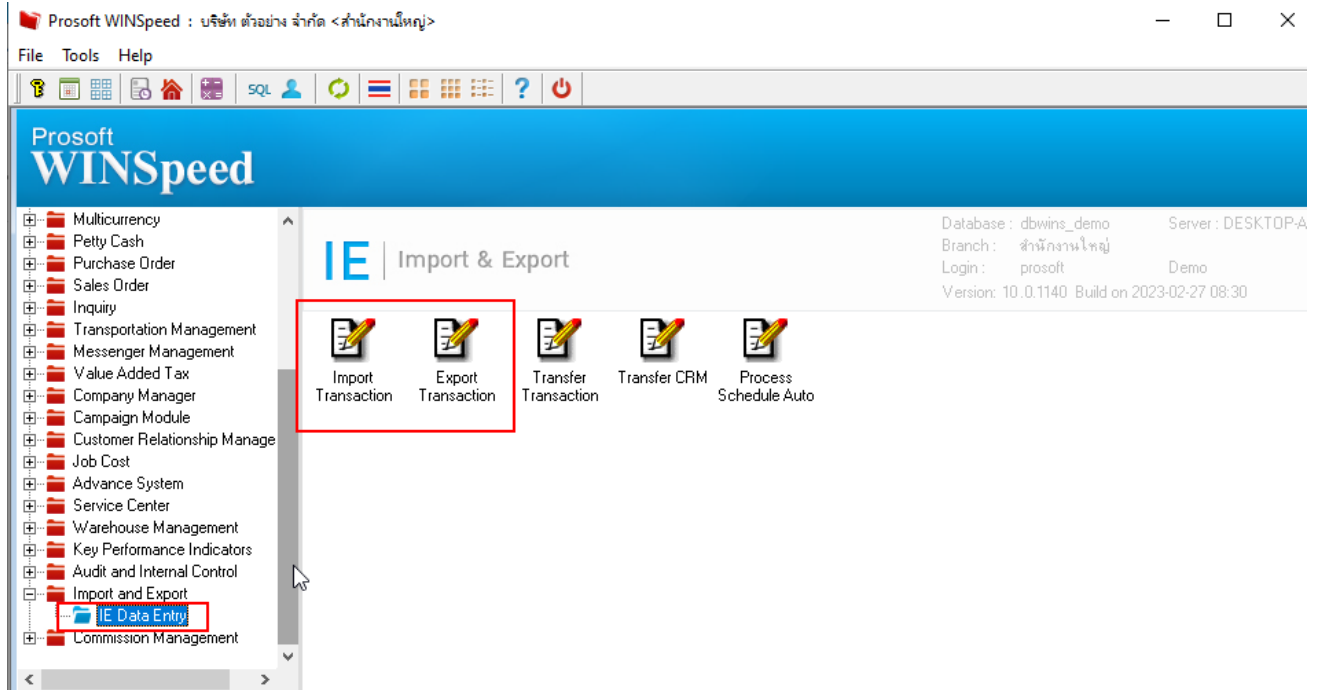 Prosoft WINSpeed : บริษัท ตัวอย่าง จำกัด <สำนักงานใหญ่>
File Tools Help
SQL
?
Prosoft
WINSpeed
Multicurrency
Petty Cash
Purchase Order
Sales Order
Inquiry
Transportation Management
Messenger Management
Value Added Tax
Company Manager
Campaign Module
Customer Relationship Manage
Job Cost
Advance System
Service Center
Warehouse Management
Key Performance Indicators
Audit and Internal Control
Import and Export
IE Data Entry
Commission Management
IE Import & Export
Database : dbwins_demo Server : DESKTOP-A
Branch : สำนักงานใหญ่
Login : prosoft Demo
Version: 10.0.1140 Build on 2023-02-27 08:30
Import
Transaction
Export
Transaction
Transfer
Transaction
Transfer CRM
Process
Schedule Auto